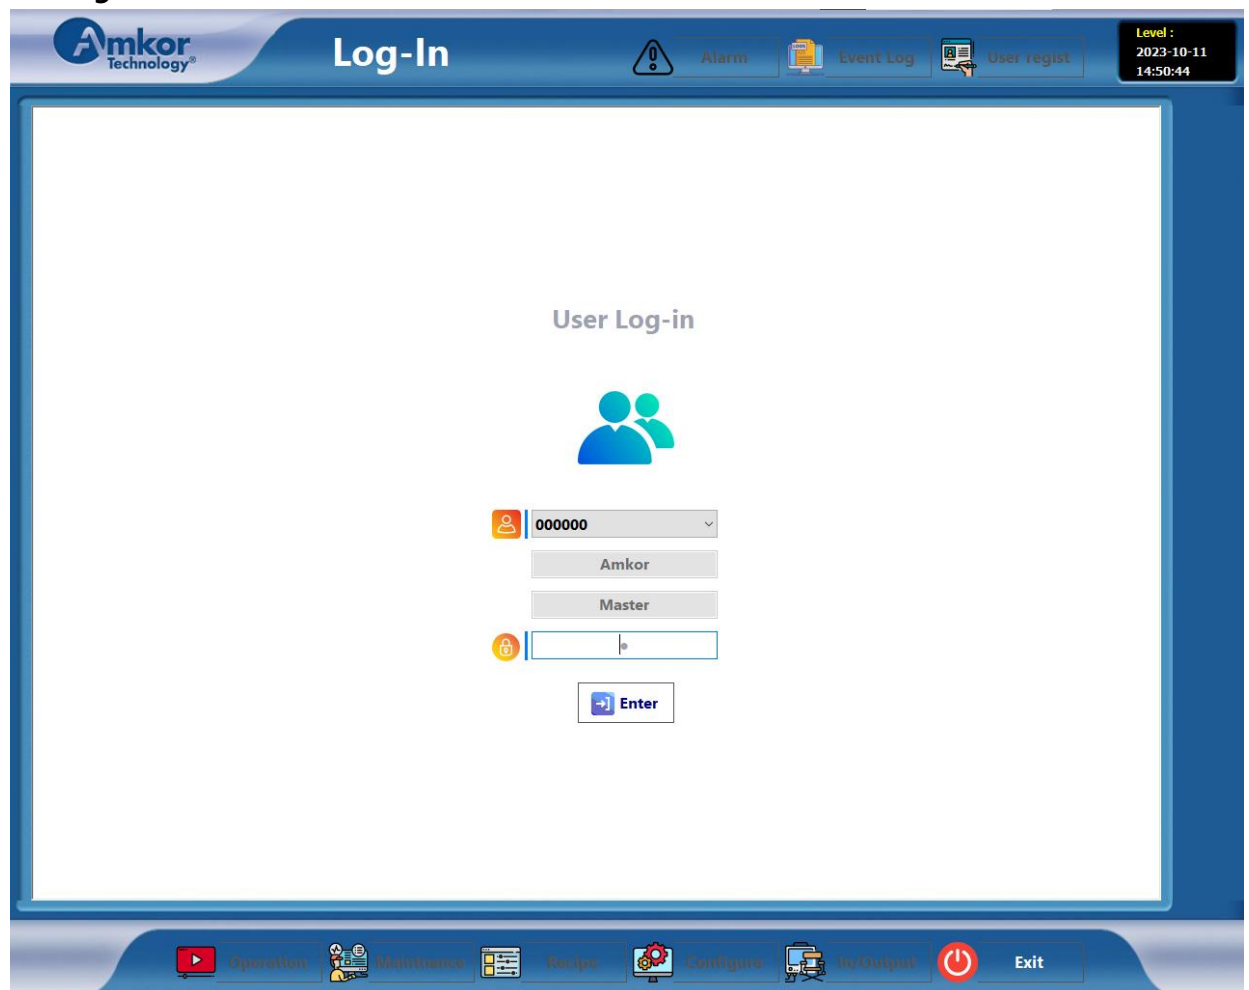 Amkor
Technology®
Log-In
Alarm
Event Log
User regist
Level :
2023-10-11
14:50:44
User Log-in
000000
Amkor
Master
Enter
Operation
Maintnance
Recipe
Configure
In/Output
Exit